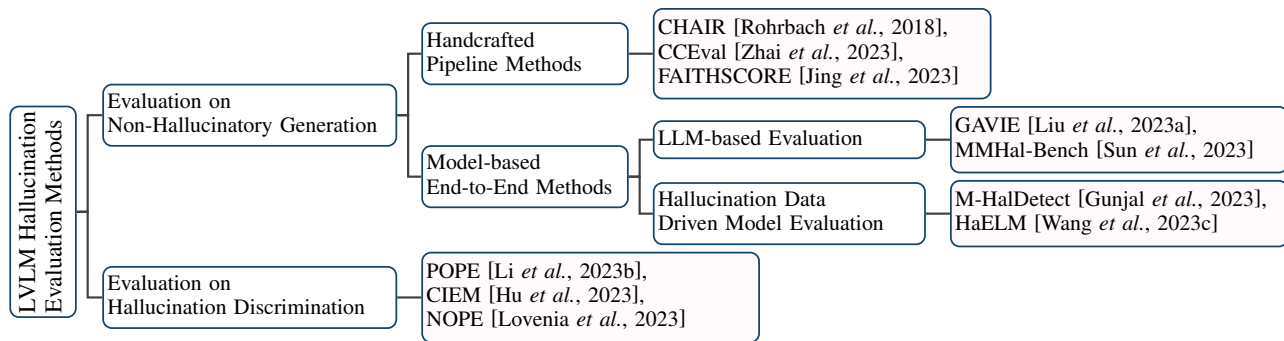 LVLM Hallucination
Evaluation Methods
Evaluation on
Non-Hallucinatory Generation
Handcrafted
Pipeline Methods
CHAIR [Rohrbach et al., 2018],
CCEval [Zhai et al., 2023],
FAITHSCORE [Jing et al., 2023]
Model-based
End-to-End Methods
LLM-based Evaluation
GAVIE [Liu et al., 2023a],
MMHal-Bench [Sun et al., 2023]
Hallucination Data
Driven Model Evaluation
M-HalDetect [Gunjal et al., 2023],
HaELM [Wang et al., 2023c]
Evaluation on
Hallucination Discrimination
POPE [Li et al., 2023b],
CIEM [Hu et al., 2023],
NOPE [Lovenia et al., 2023]